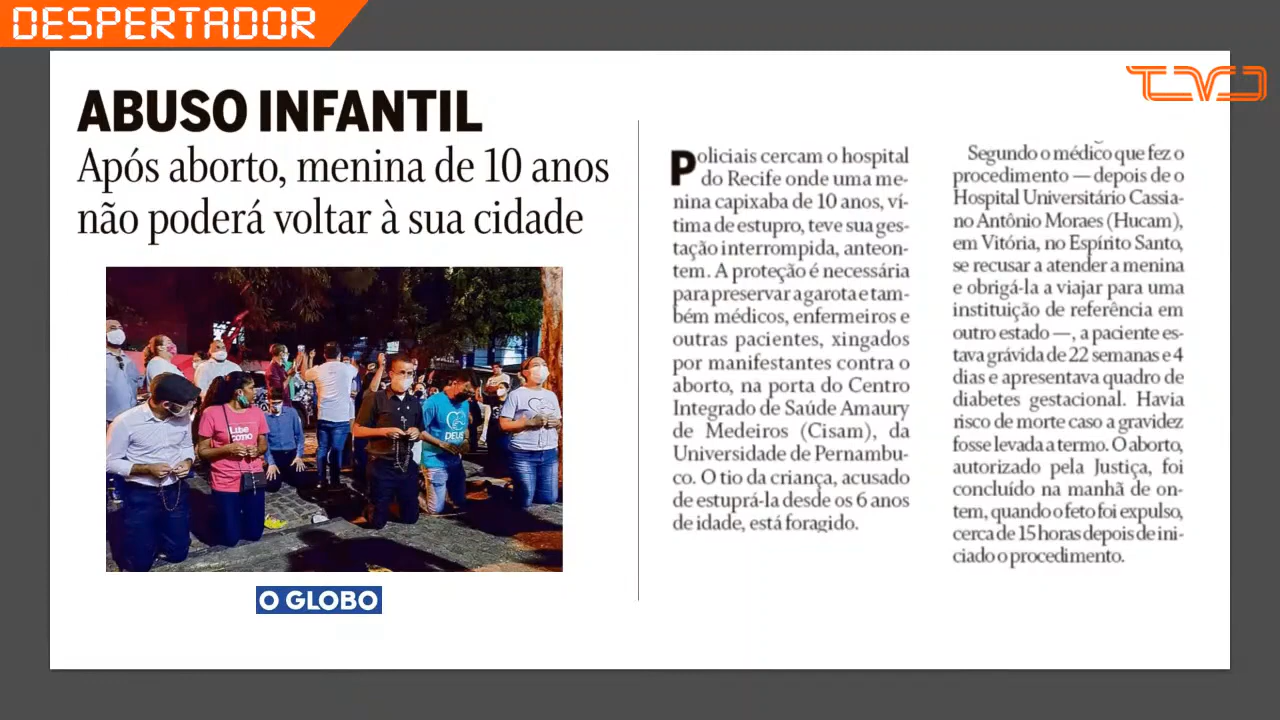 DESPERTADOR
TVD
ABUSO INFANTIL
Após aborto, menina de 10 anos
não poderá voltar à sua cidade
DEUS
O GLOBO
Policiais cercam o hospital
do Recife onde uma me-
nina capixaba de 10 anos, ví-
tima de estupro, teve sua ges-
tação interrompida, anteon-
tem. A proteção é necessária
para preservar a garota e tam-
bém médicos, enfermeiros e
outras pacientes, xingados
por manifestantes contra o
aborto, na porta do Centro
Integrado de Saúde Amaury
de Medeiros (Cisam), da
Universidade de Pernambu-
co. O tio da criança, acusado
de estuprá-la desde os 6 anos
de idade, está foragido.
Segundo o médico que fez o
procedimento — depois de o
Hospital Universitário Cassia-
no Antônio Moraes (Hucam),
em Vitória, no Espírito Santo,
se recusar a atender a menina
e obrigá-la a viajar para uma
instituição de referência em
outro estado —, a paciente es-
tava grávida de 22 semanas e 4
dias e apresentava quadro de
diabetes gestacional. Havia
risco de morte caso a gravidez
fosse levada a termo. O aborto,
autorizado pela Justiça, foi
concluído na manhã de on-
tem, quando o feto foi expulso,
cerca de 15 horas depois de ini-
ciado o procedimento.